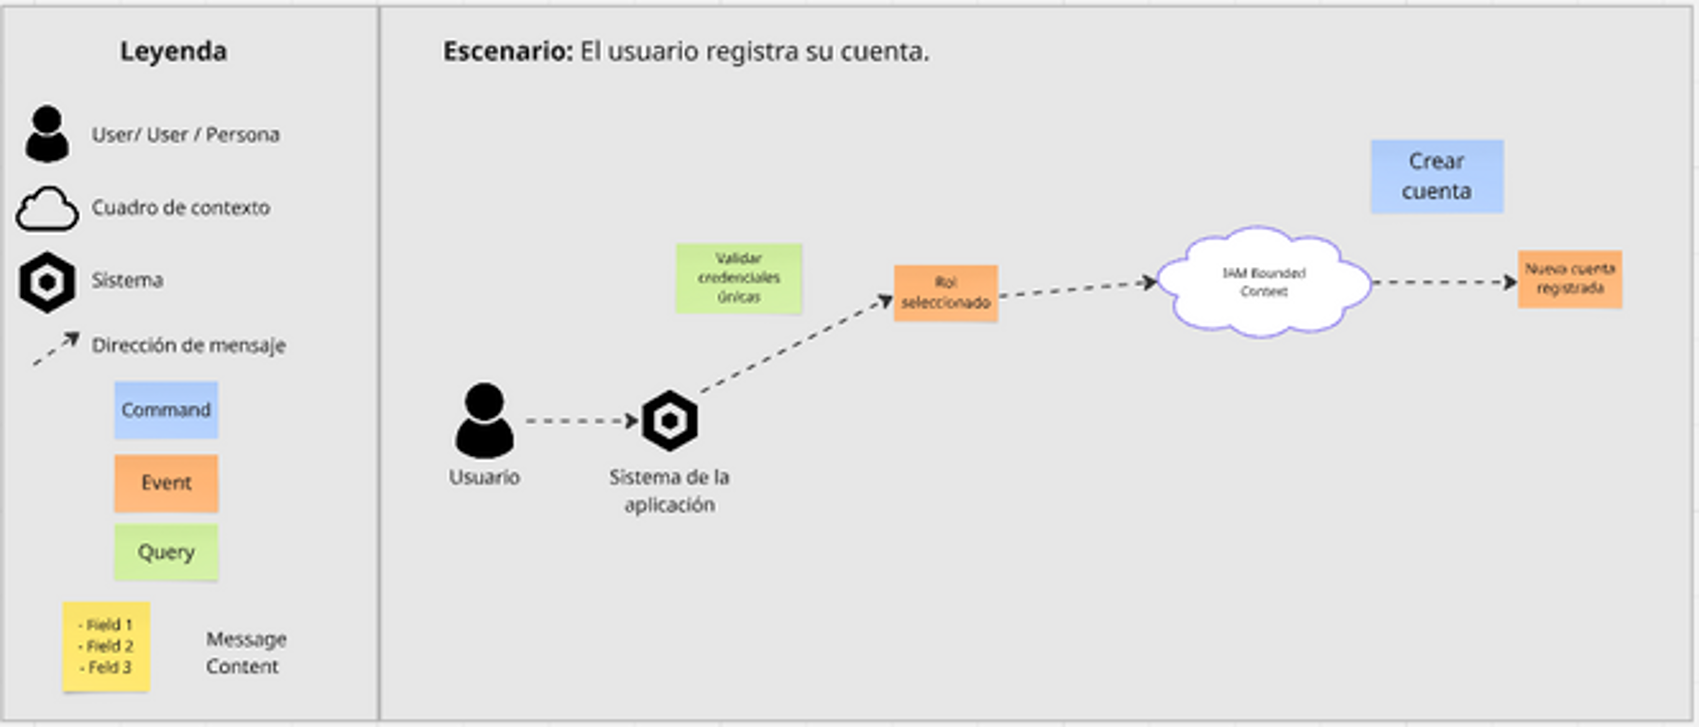 Leyenda
User/ User / Persona
Cuadro de contexto
Sistema
Dirección de mensaje
Command
Event
Query
- Field 1
- Field 2
- Feld 3
Message
Content
Escenario: El usuario registra su cuenta.
Usuario
Sistema de la
aplicación
Validar
credenciales
únicas
Rol
seleccionado
IAM Bounded
Context
Crear
cuenta
Nueva cuenta
registrada